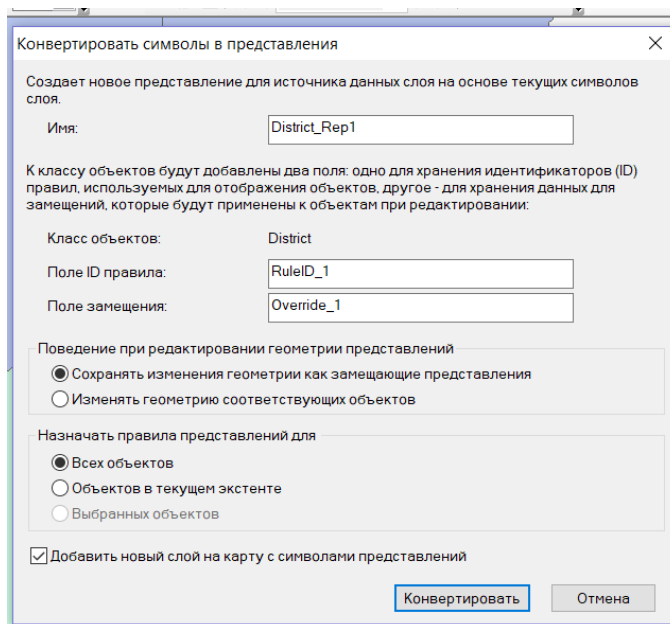 Конвертировать символы в представления
Создает новое представление для источника данных слоя на основе текущих символов
слоя.
Имя:
District_Rep1
К классу объектов будут добавлены два поля: одно для хранения идентификаторов (ID)
правил, используемых для отображения объектов, другое - для хранения данных для
замещений, которые будут применены к объектам при редактировании:
Класс объектов:
District
Поле ID правила:
RuleID_1
Поле замещения:
Override_1
Поведение при редактировании геометрии представлений
Сохранять изменения геометрии как замещающие представления
Изменять геометрию соответствующих объектов
Назначать правила представлений для
Всех объектов
Объектов в текущем экстенте
Выбранных объектов
Добавить новый слой на карту с символами представлений
Конвертировать
Отмена